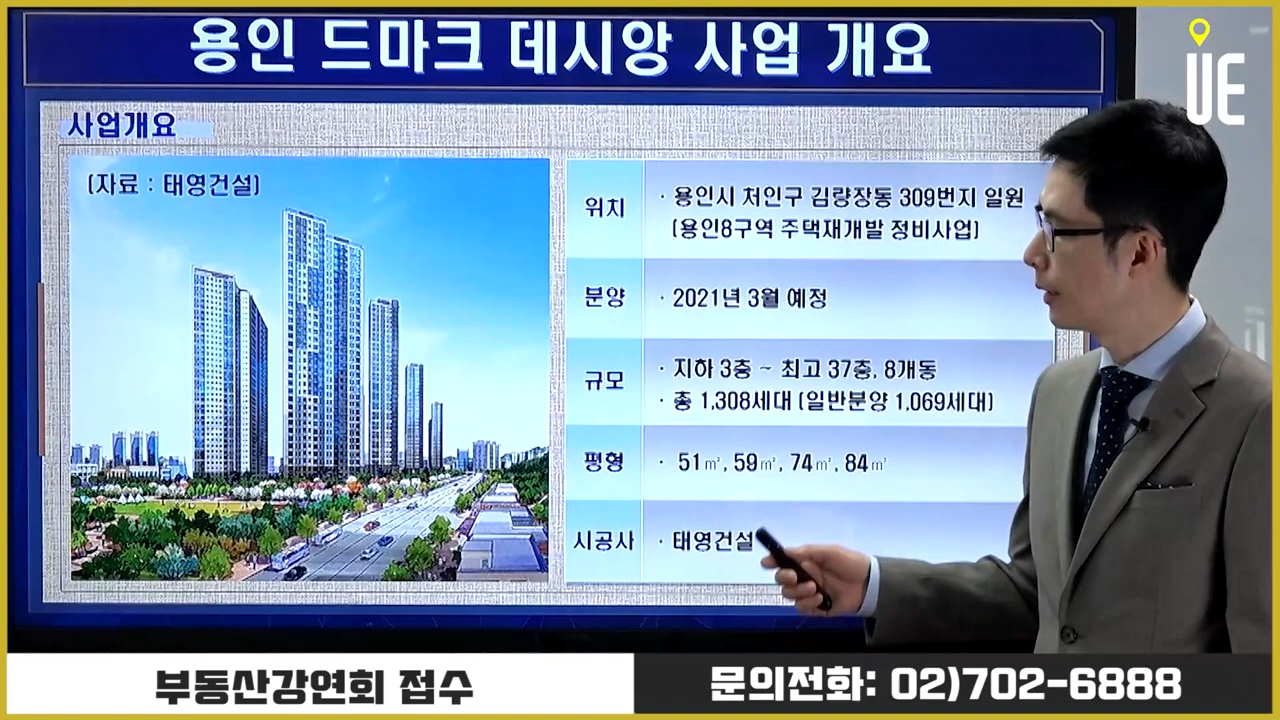 용인 드마크 데시앙 사업 개요
UE
사업개요
(자료 : 태영건설)
위치
· 용인시 처인구 김량장동 309번지 일원
(용인8구역 주택재개발 정비사업)
분양
· 2021년 3월 예정
규모
· 지하 3층 ~ 최고 37층, 8개동
· 총 1,308세대 (일반분양 1,069세대)
평형
· 51㎡, 59㎡, 74㎡, 84㎡
시공사
· 태영건설
부동산강연회 접수
문의전화: 02)702-6888